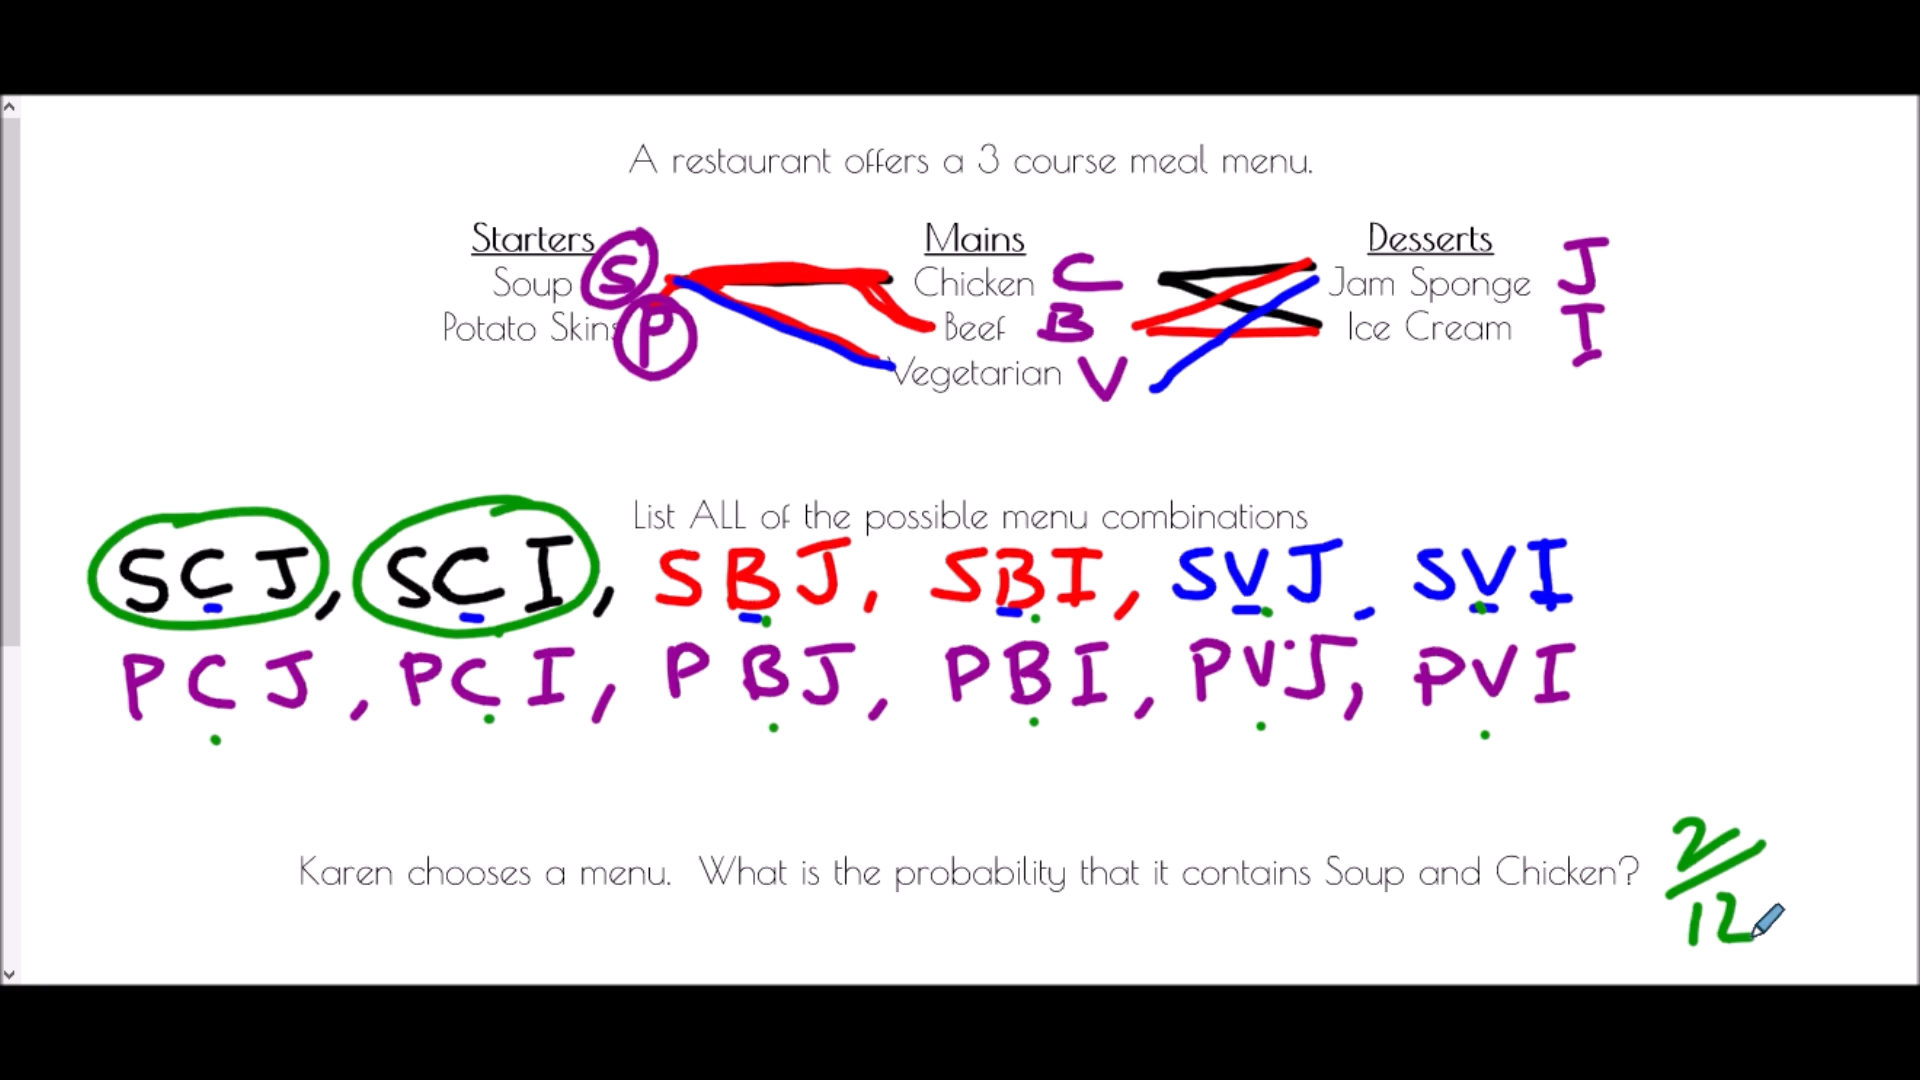 A restaurant offers a 3 course meal menu.
Starters Mains Desserts
Soup S Chicken C Jam Sponge J
Potato Skins P Beef B Ice Cream I
Vegetarian V
List ALL of the possible menu combinations
SCJ, SCI, SBJ, SBI, SVJ, SVI
PCJ, PCI, PBJ, PBI, PVJ, PVI
Karen chooses a menu. What is the probability that it contains Soup and Chicken? 2/12